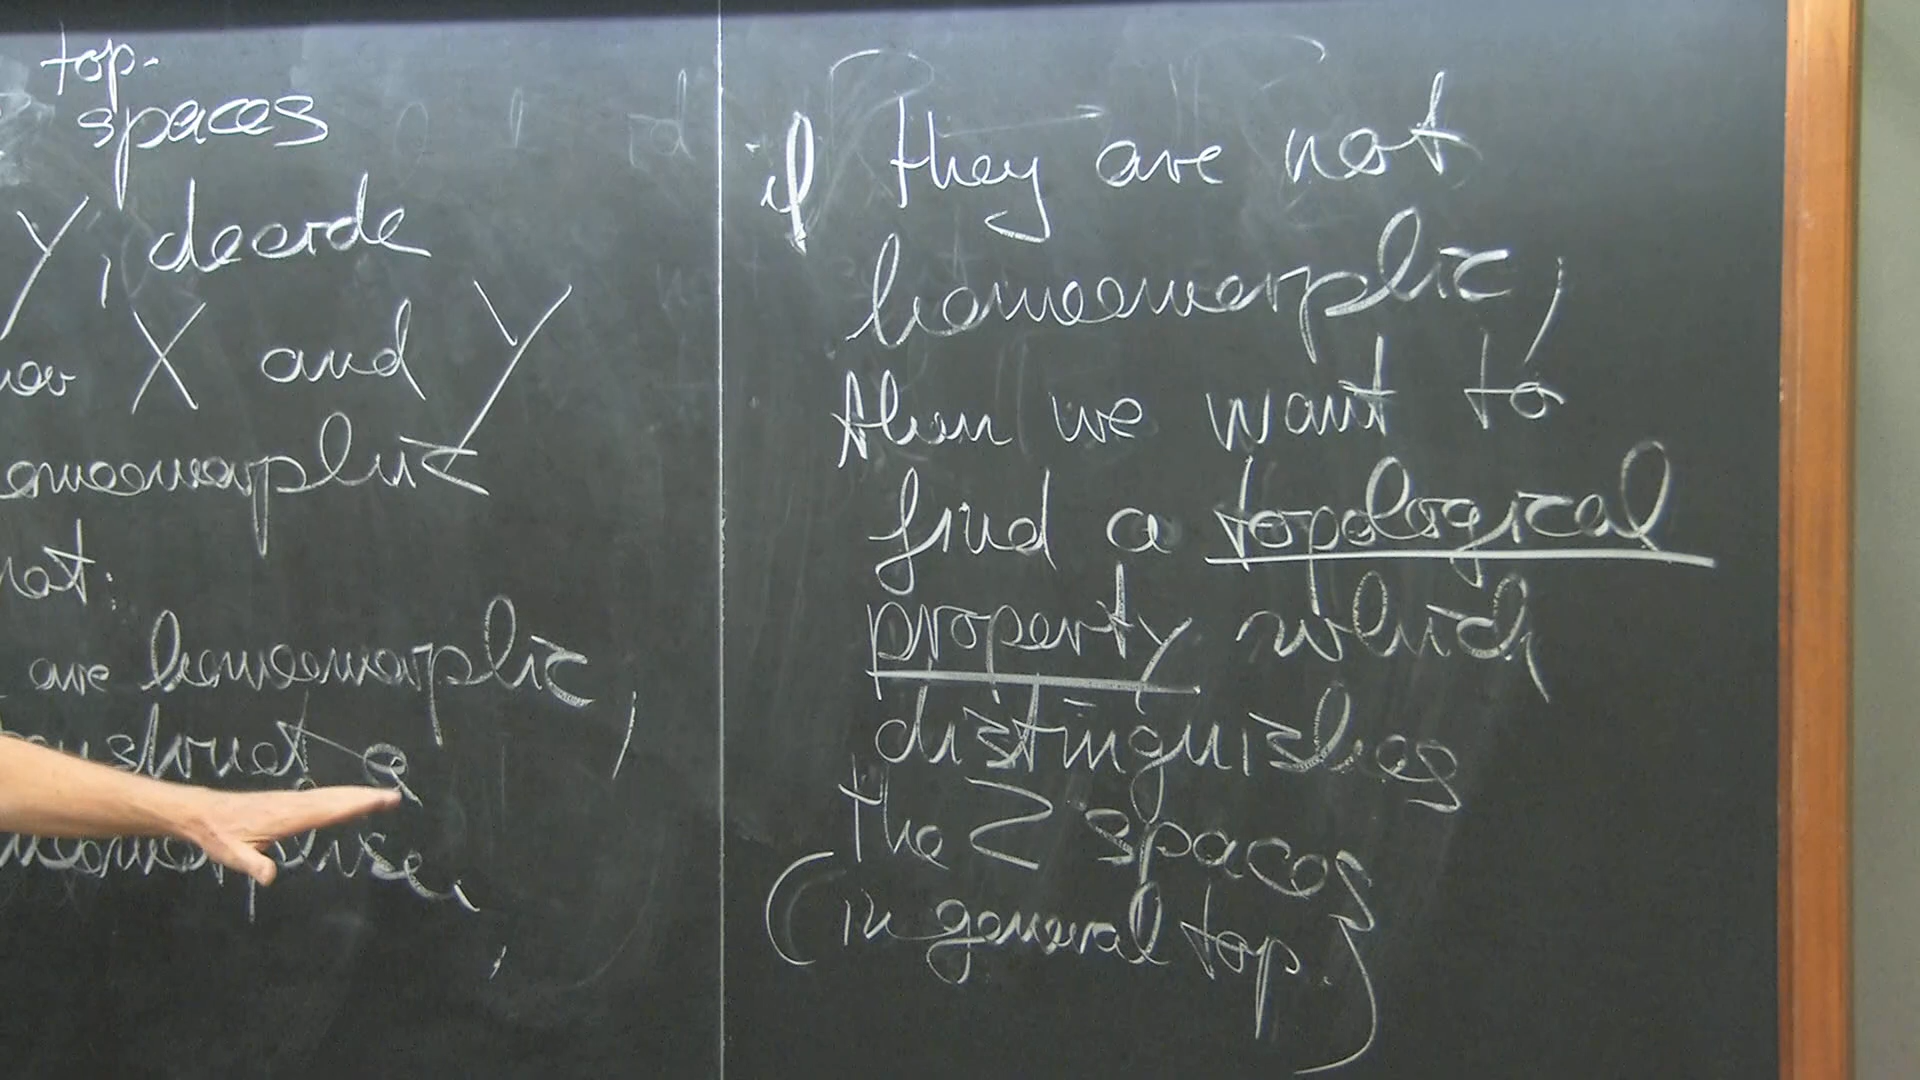 top.
spaces
Y, decide
X and Y
homeomorphic
not:
are homeomorphic,
construct a
if they are not
homeomorphic,
then we want to
find a topological
property which
distinguishes
the 2 spaces
(in general top.)